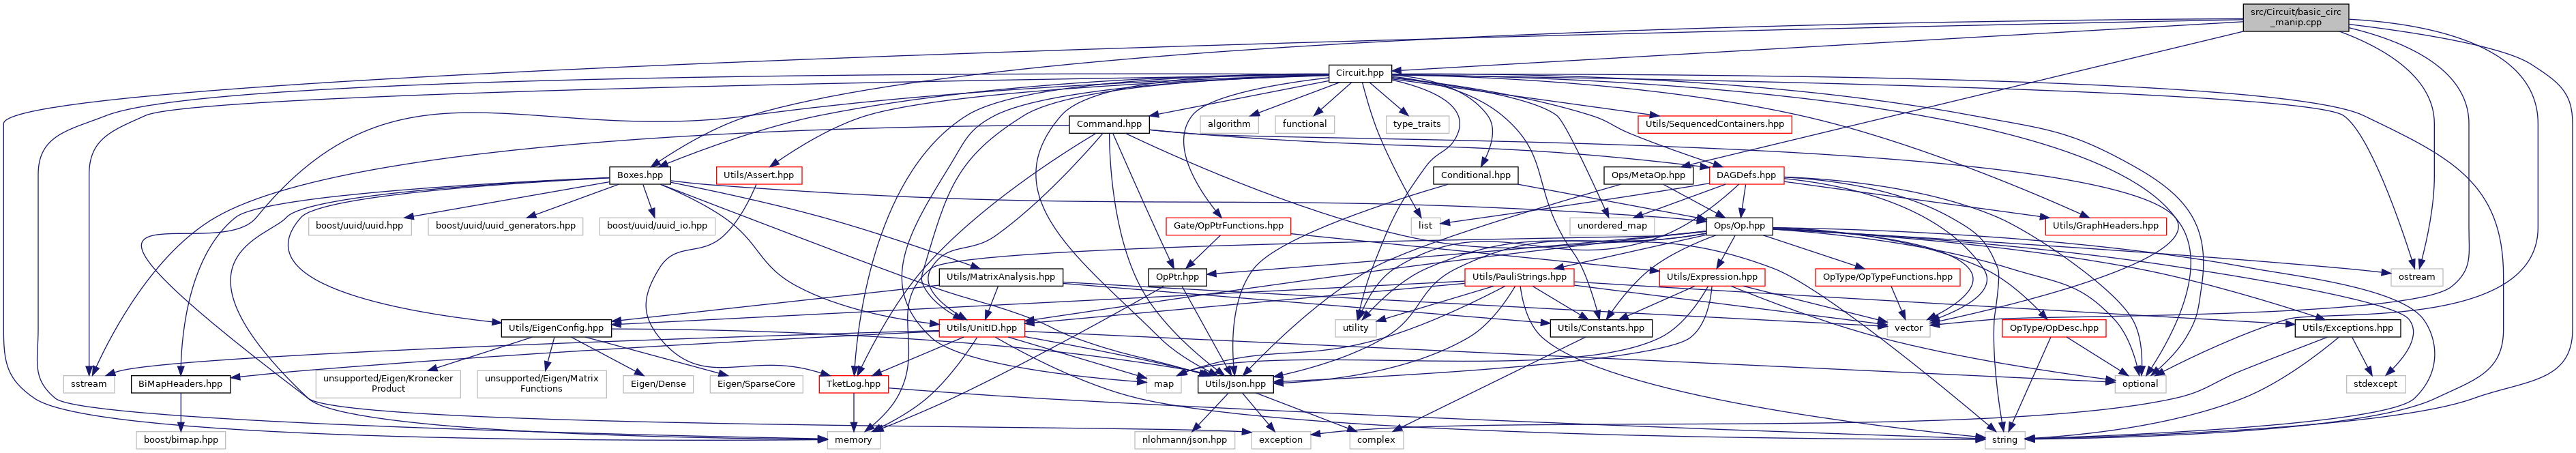 src/Circuit/basic_circ
_manip.cpp
Circuit.hpp
Command.hpp
algorithm
functional
type_traits
Utils/SequencedContainers.hpp
Boxes.hpp
Utils/Assert.hpp
Conditional.hpp
Ops/MetaOp.hpp
DAGDefs.hpp
boost/uuid/uuid.hpp
boost/uuid/uuid_generators.hpp
boost/uuid/uuid_io.hpp
Gate/OpPtrFunctions.hpp
list
unordered_map
Ops/Op.hpp
Utils/GraphHeaders.hpp
Utils/MatrixAnalysis.hpp
OpPtr.hpp
Utils/PauliStrings.hpp
Utils/Expression.hpp
OpType/OpTypeFunctions.hpp
ostream
Utils/EigenConfig.hpp
Utils/UnitID.hpp
utility
Utils/Constants.hpp
vector
OpType/OpDesc.hpp
Utils/Exceptions.hpp
sstream
BiMapHeaders.hpp
unsupported/Eigen/Kronecker
Product
unsupported/Eigen/Matrix
Functions
Eigen/Dense
Eigen/SparseCore
TketLog.hpp
map
Utils/Json.hpp
optional
stdexcept
boost/bimap.hpp
memory
nlohmann/json.hpp
exception
complex
string